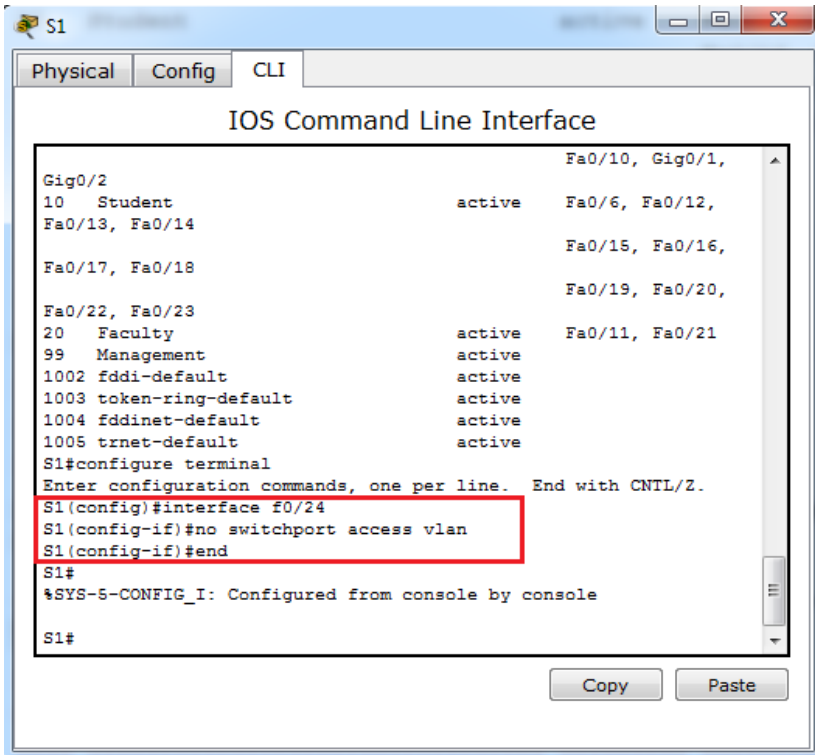 S1
Physical Config CLI
IOS Command Line Interface
Fa0/10, Gig0/1,
Gig0/2
10 Student active Fa0/6, Fa0/12,
Fa0/13, Fa0/14
Fa0/15, Fa0/16,
Fa0/17, Fa0/18
Fa0/19, Fa0/20,
Fa0/22, Fa0/23
20 Faculty active Fa0/11, Fa0/21
99 Management active
1002 fddi-default active
1003 token-ring-default active
1004 fddinet-default active
1005 trnet-default active
S1#configure terminal
Enter configuration commands, one per line. End with CNTL/Z.
S1(config)#interface f0/24
S1(config-if)#no switchport access vlan
S1(config-if)#end
S1#
%SYS-5-CONFIG_I: Configured from console by console
S1#
Copy Paste